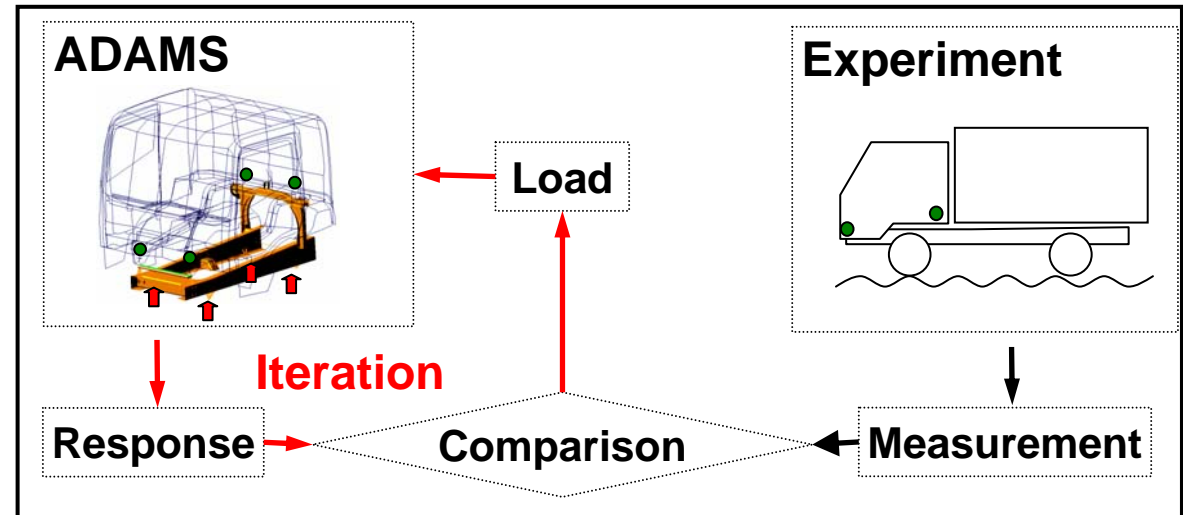 ADAMS
Experiment
Load
Iteration
Response
Comparison
Measurement